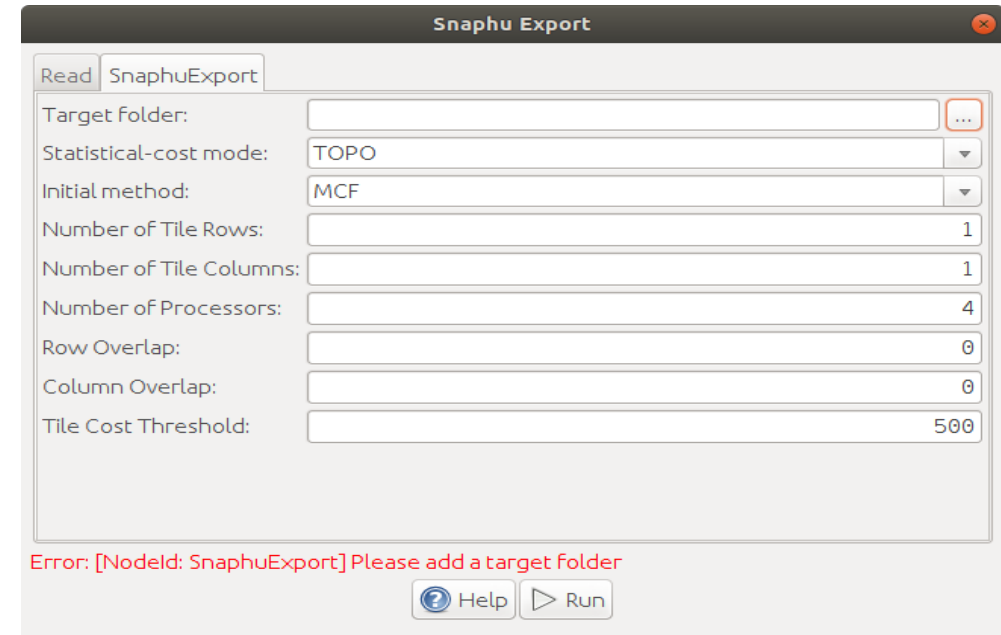 Snaphu Export
Read SnaphuExport
Target folder: ...
Statistical-cost mode: TOPO
Initial method: MCF
Number of Tile Rows: 1
Number of Tile Columns: 1
Number of Processors: 4
Row Overlap: 0
Column Overlap: 0
Tile Cost Threshold: 500
Error: [NodeId: SnaphuExport] Please add a target folder
? Help Run